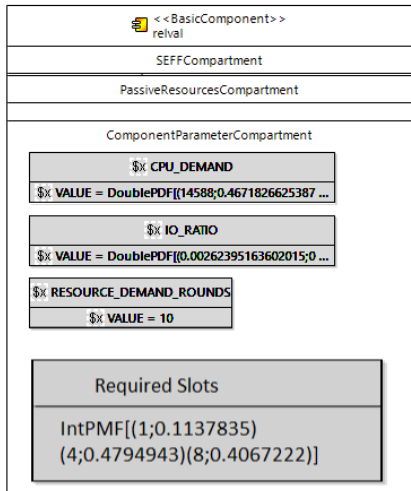 <<BasicComponent>>
relval
SEFFCompartment
PassiveResourcesCompartment
ComponentParameterCompartment
$x CPU_DEMAND
$x VALUE = DoublePDF[(14588;0.4671826625387 ...
$x IO_RATIO
$x VALUE = DoublePDF[(0.00262395163602015;0 ...
$x RESOURCE_DEMAND_ROUNDS
$x VALUE = 10
Required Slots
IntPMF[(1;0.1137835)
(4;0.4794943)(8;0.4067222)]